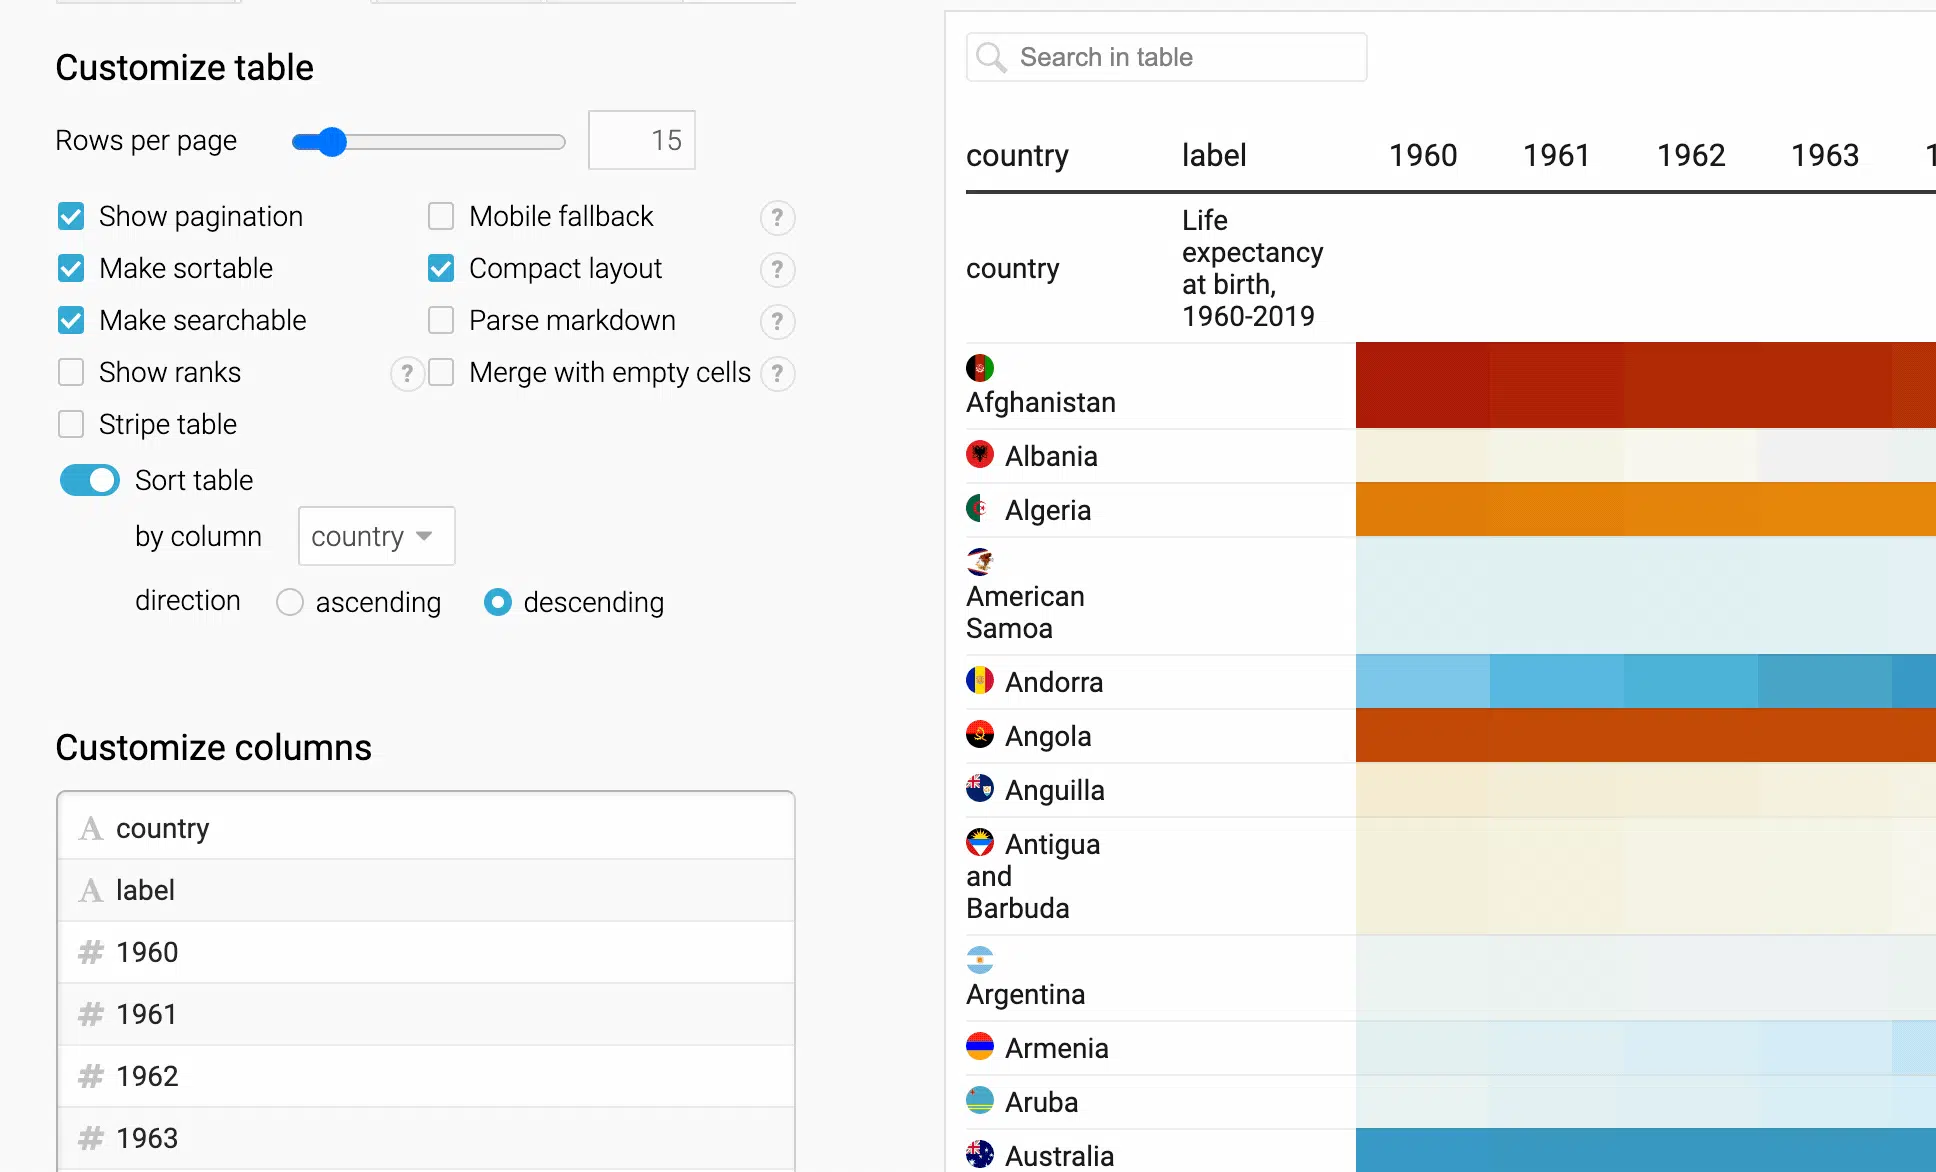 Customize table
Rows per page 15
Show pagination
Mobile fallback ?
Make sortable
Compact layout ?
Make searchable
Parse markdown ?
Show ranks ?
Merge with empty cells ?
Stripe table
Sort table
by column country
direction ascending descending
Customize columns
A country
A label
# 1960
# 1961
# 1962
# 1963
Search in table
country label 1960 1961 1962 1963 1
country
Life
expectancy
at birth,
1960-2019
Afghanistan
Albania
Algeria
American
Samoa
Andorra
Angola
Anguilla
Antigua
and
Barbuda
Argentina
Armenia
Aruba
Australia